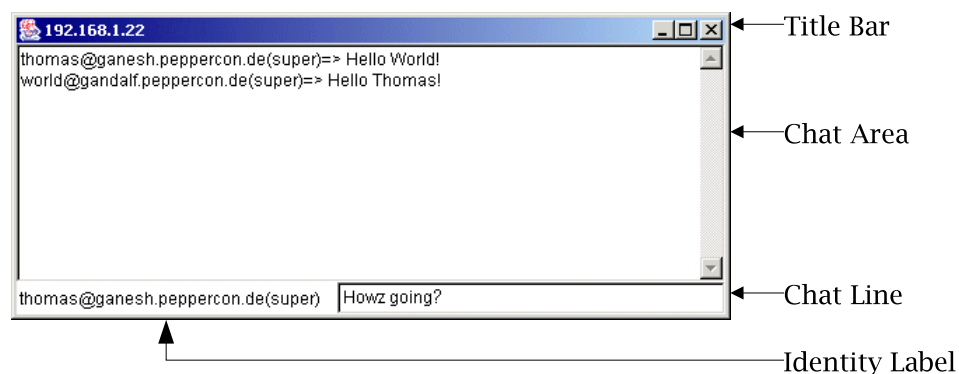 192.168.1.22
Title Bar
thomas@ganesh.peppercon.de(super)=> Hello World!
world@gandalf.peppercon.de(super)=> Hello Thomas!
Chat Area
thomas@ganesh.peppercon.de(super)
Howz going?
Chat Line
Identity Label